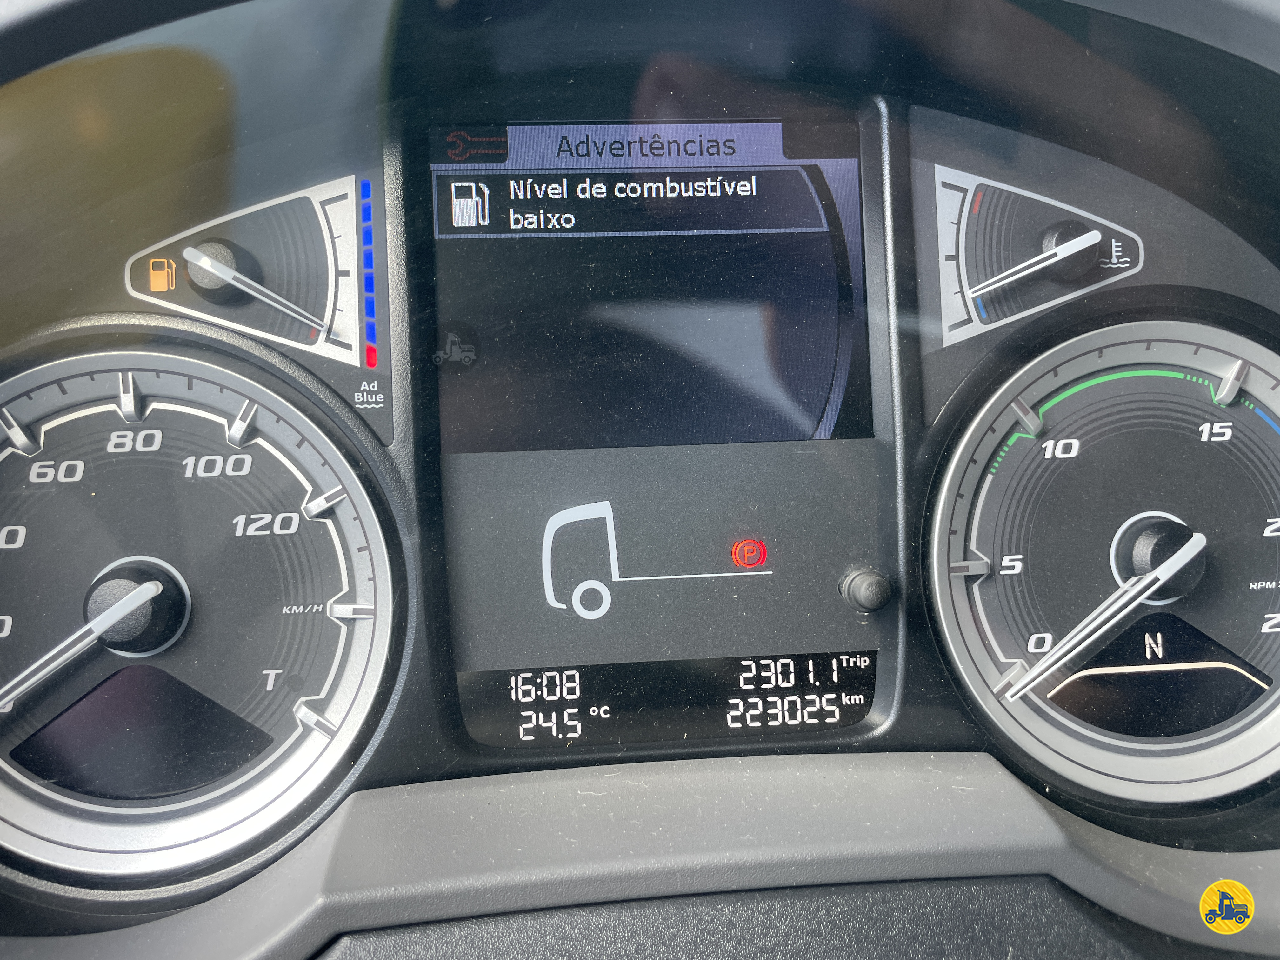 Advertências
Nível de combustível
baixo
Ad
Blue
60
80
100
120
KM/H
T
5
10
15
0
RPM
N
P
16:08
2301.1 Trip
24.5 °C
223025 km